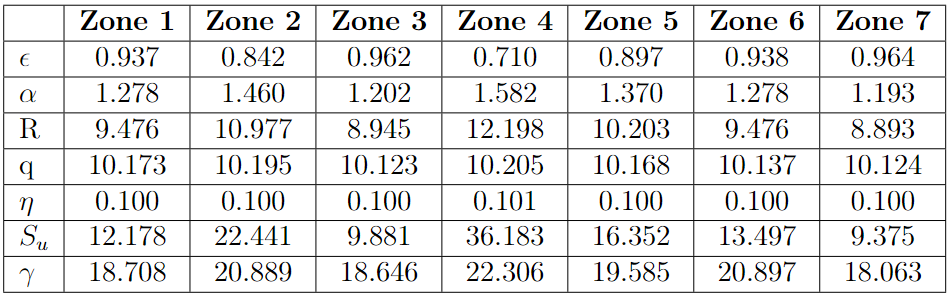 Zone 1 Zone 2 Zone 3 Zone 4 Zone 5 Zone 6 Zone 7
ϵ 0.937 0.842 0.962 0.710 0.897 0.938 0.964
α 1.278 1.460 1.202 1.582 1.370 1.278 1.193
R 9.476 10.977 8.945 12.198 10.203 9.476 8.893
q 10.173 10.195 10.123 10.205 10.168 10.137 10.124
η 0.100 0.100 0.100 0.101 0.100 0.100 0.100
S_u 12.178 22.441 9.881 36.183 16.352 13.497 9.375
γ 18.708 20.889 18.646 22.306 19.585 20.897 18.063